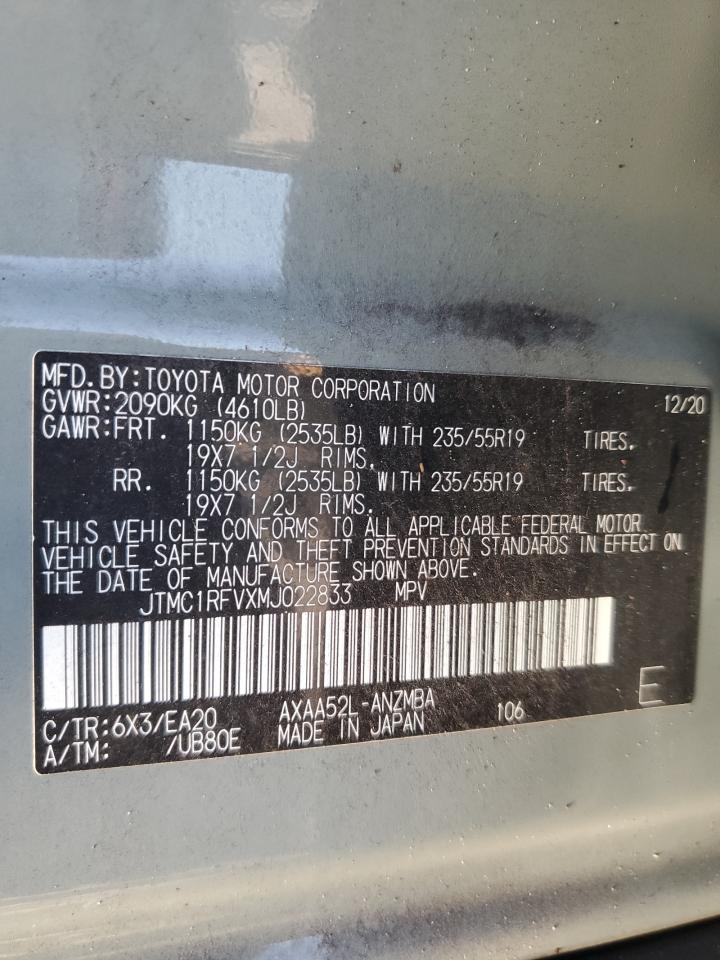 MFD.BY:TOYOTA MOTOR CORPORATION 12/20
GVWR:2090KG (4610LB)
GAWR:FRT. 1150KG (2535LB) WITH 235/55R19 TIRES.
19X7 1/2J RIMS.
RR. 1150KG (2535LB) WITH 235/55R19 TIRES.
19X7 1/2J RIMS.
THIS VEHICLE CONFORMS TO ALL APPLICABLE FEDERAL MOTOR
VEHICLE SAFETY AND THEFT PREVENTION STANDARDS IN EFFECT ON
THE DATE OF MANUFACTURE SHOWN ABOVE.
JTMC1RFVXMJ022833 MPV
C/TR:6X3/EA20 AXAA52L-ANZMBA 106 E
A/TM: /UB80E MADE IN JAPAN